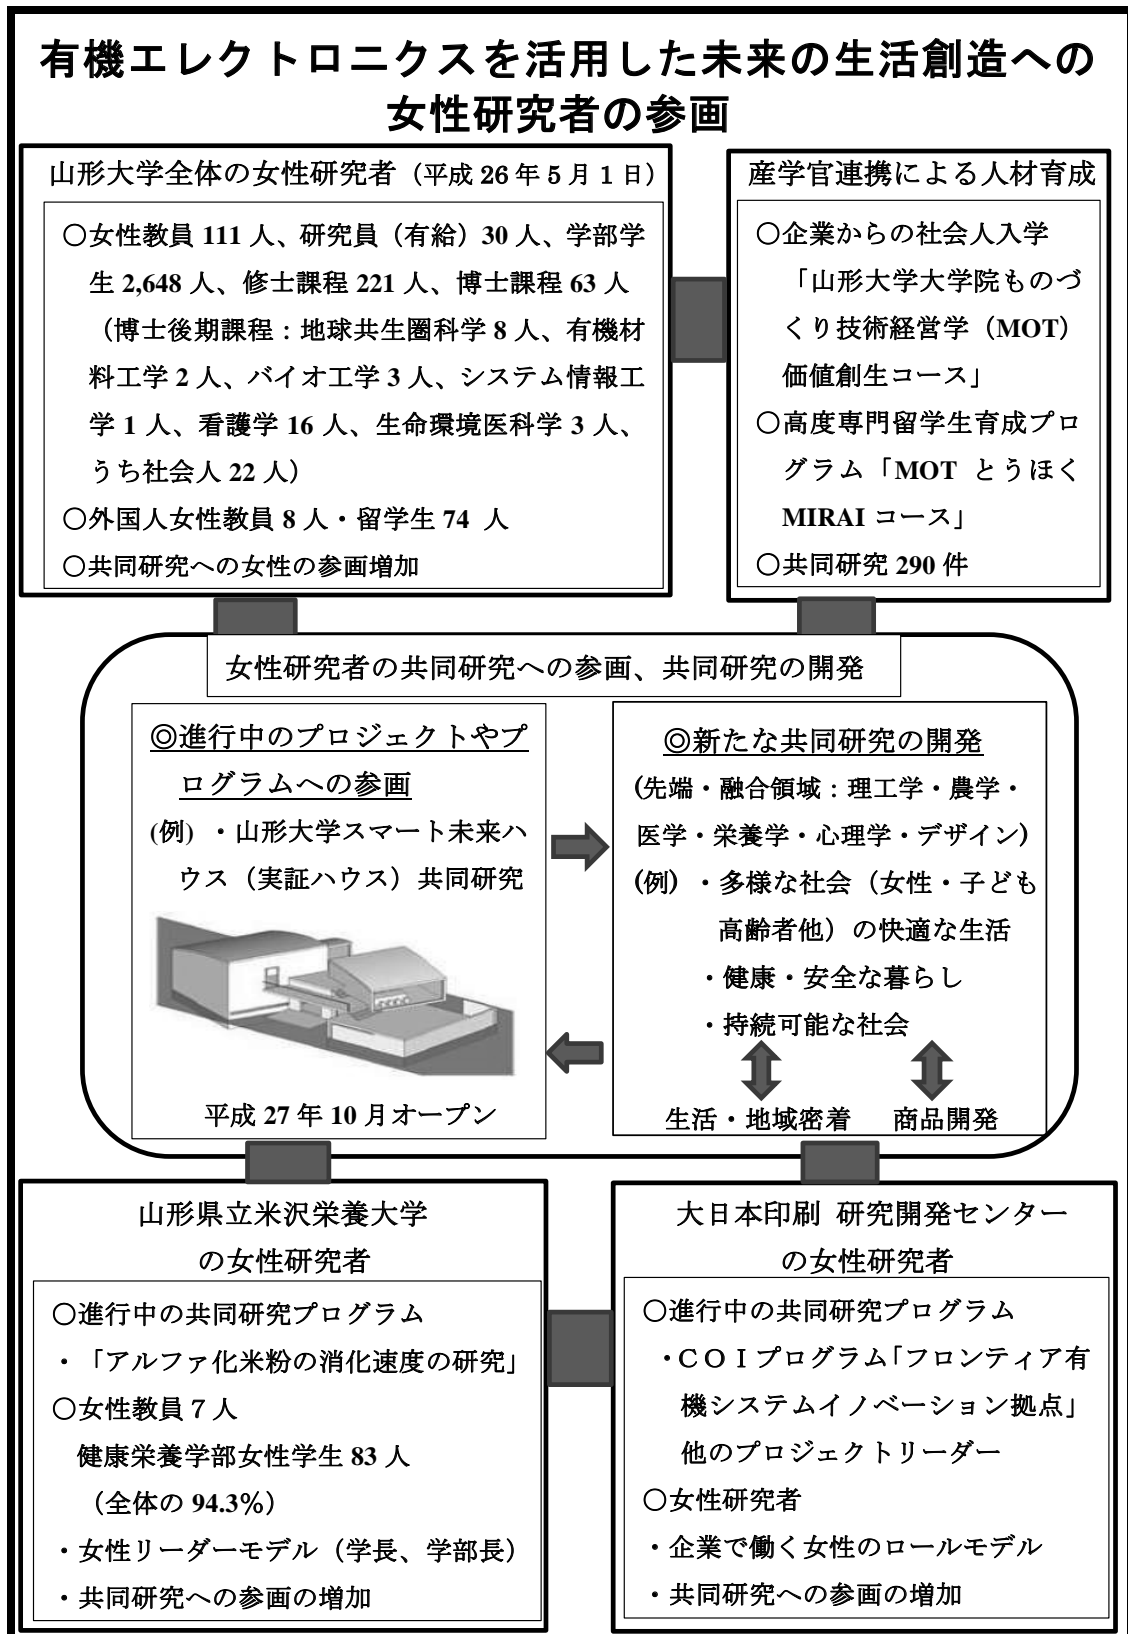 有機エレクトロニクスを活用した未来の生活創造への
女性研究者の参画
山形大学全体の女性研究者（平成 26 年 5 月 1 日）
○女性教員 111 人、研究員（有給）30 人、学部学
生 2,648 人、修士課程 221 人、博士課程 63 人
（博士後期課程：地球共生圏科学 8 人、有機材
料工学 2 人、バイオ工学 3 人、システム情報工
学 1 人、看護学 16 人、生命環境医科学 3 人、
うち社会人 22 人）
○外国人女性教員 8 人・留学生 74 人
○共同研究への女性の参画増加
産学官連携による人材育成
○企業からの社会人入学
「山形大学大学院ものづ
くり技術経営学（MOT）
価値創生コース」
○高度専門留学生育成プロ
グラム「MOT とうほく
MIRAI コース」
○共同研究 290 件
女性研究者の共同研究への参画、共同研究の開発
◎進行中のプロジェクトやプ
ログラムへの参画
(例) ・山形大学スマート未来ハ
ウス（実証ハウス）共同研究
平成 27 年 10 月オープン
◎新たな共同研究の開発
(先端・融合領域：理工学・農学・
医学・栄養学・心理学・デザイン)
(例) ・多様な社会（女性・子ども
高齢者他）の快適な生活
・健康・安全な暮らし
・持続可能な社会
生活・地域密着 商品開発
山形県立米沢栄養大学
の女性研究者
○進行中の共同研究プログラム
・「アルファ化米粉の消化速度の研究」
○女性教員 7 人
健康栄養学部女性学生 83 人
（全体の 94.3%）
・女性リーダーモデル（学長、学部長）
・共同研究への参画の増加
大日本印刷 研究開発センター
の女性研究者
○進行中の共同研究プログラム
・ＣＯＩプログラム「フロンティア有
機システムイノベーション拠点」
他のプロジェクトリーダー
○女性研究者
・企業で働く女性のロールモデル
・共同研究への参画の増加